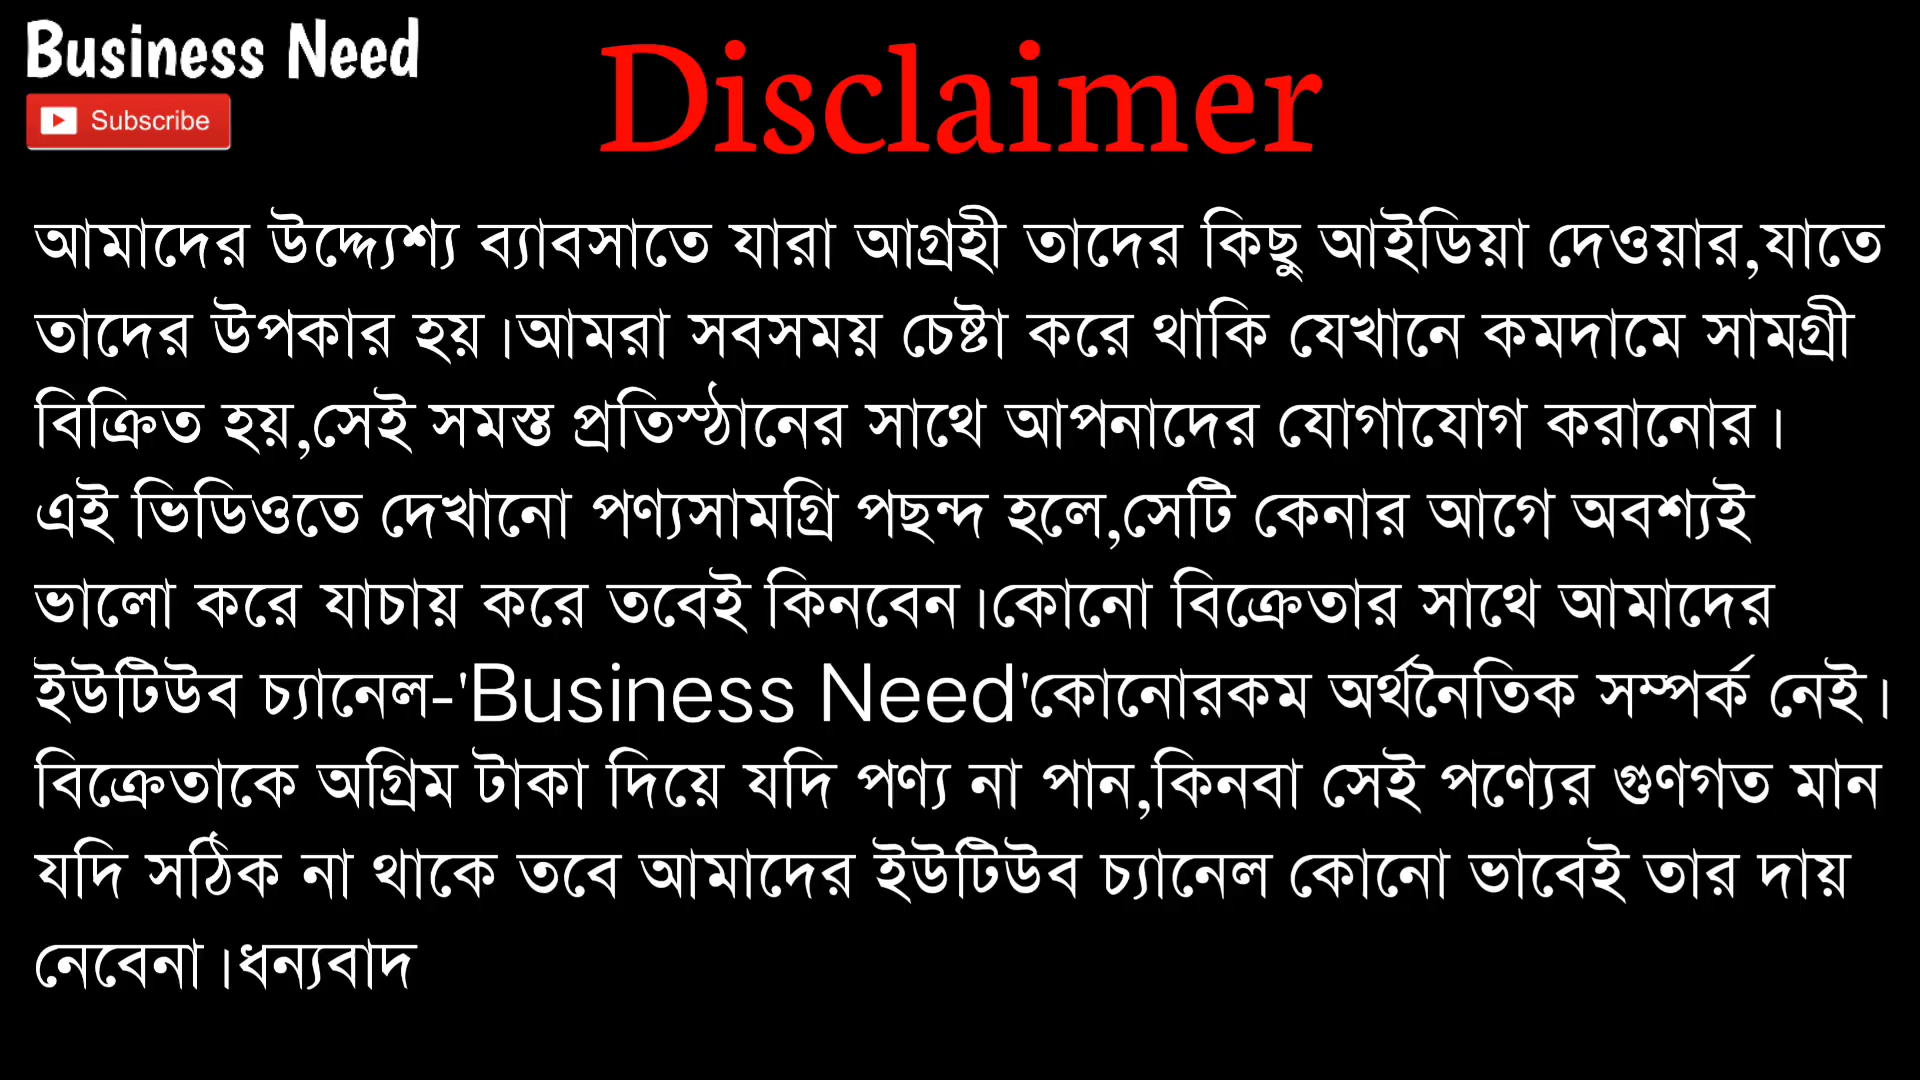 Business Need
Disclaimer
Subscribe
আমাদের উদ্দ্যেশ্য ব্যাবসাতে যারা আগ্রহী তাদের কিছু আইডিয়া দেওয়ার,যাতে
তাদের উপকার হয়।আমরা সবসময় চেষ্টা করে থাকি যেখানে কমদামে সামগ্রী
বিক্রিত হয়,সেই সমস্ত প্রতিস্ঠানের সাথে আপনাদের যোগাযোগ করানোর।
এই ভিডিওতে দেখানো পণ্যসামগ্রি পছন্দ হলে,সেটি কেনার আগে অবশ্যই
ভালো করে যাচায় করে তবেই কিনবেন।কোনো বিক্রেতার সাথে আমাদের
ইউটিউব চ্যানেল-'Business Need'কোনোরকম অর্থনৈতিক সম্পর্ক নেই।
বিক্রেতাকে অগ্রিম টাকা দিয়ে যদি পণ্য না পান,কিনবা সেই পণ্যের গুণগত মান
যদি সঠিক না থাকে তবে আমাদের ইউটিউব চ্যানেল কোনো ভাবেই তার দায়
নেবেনা।ধন্যবাদ